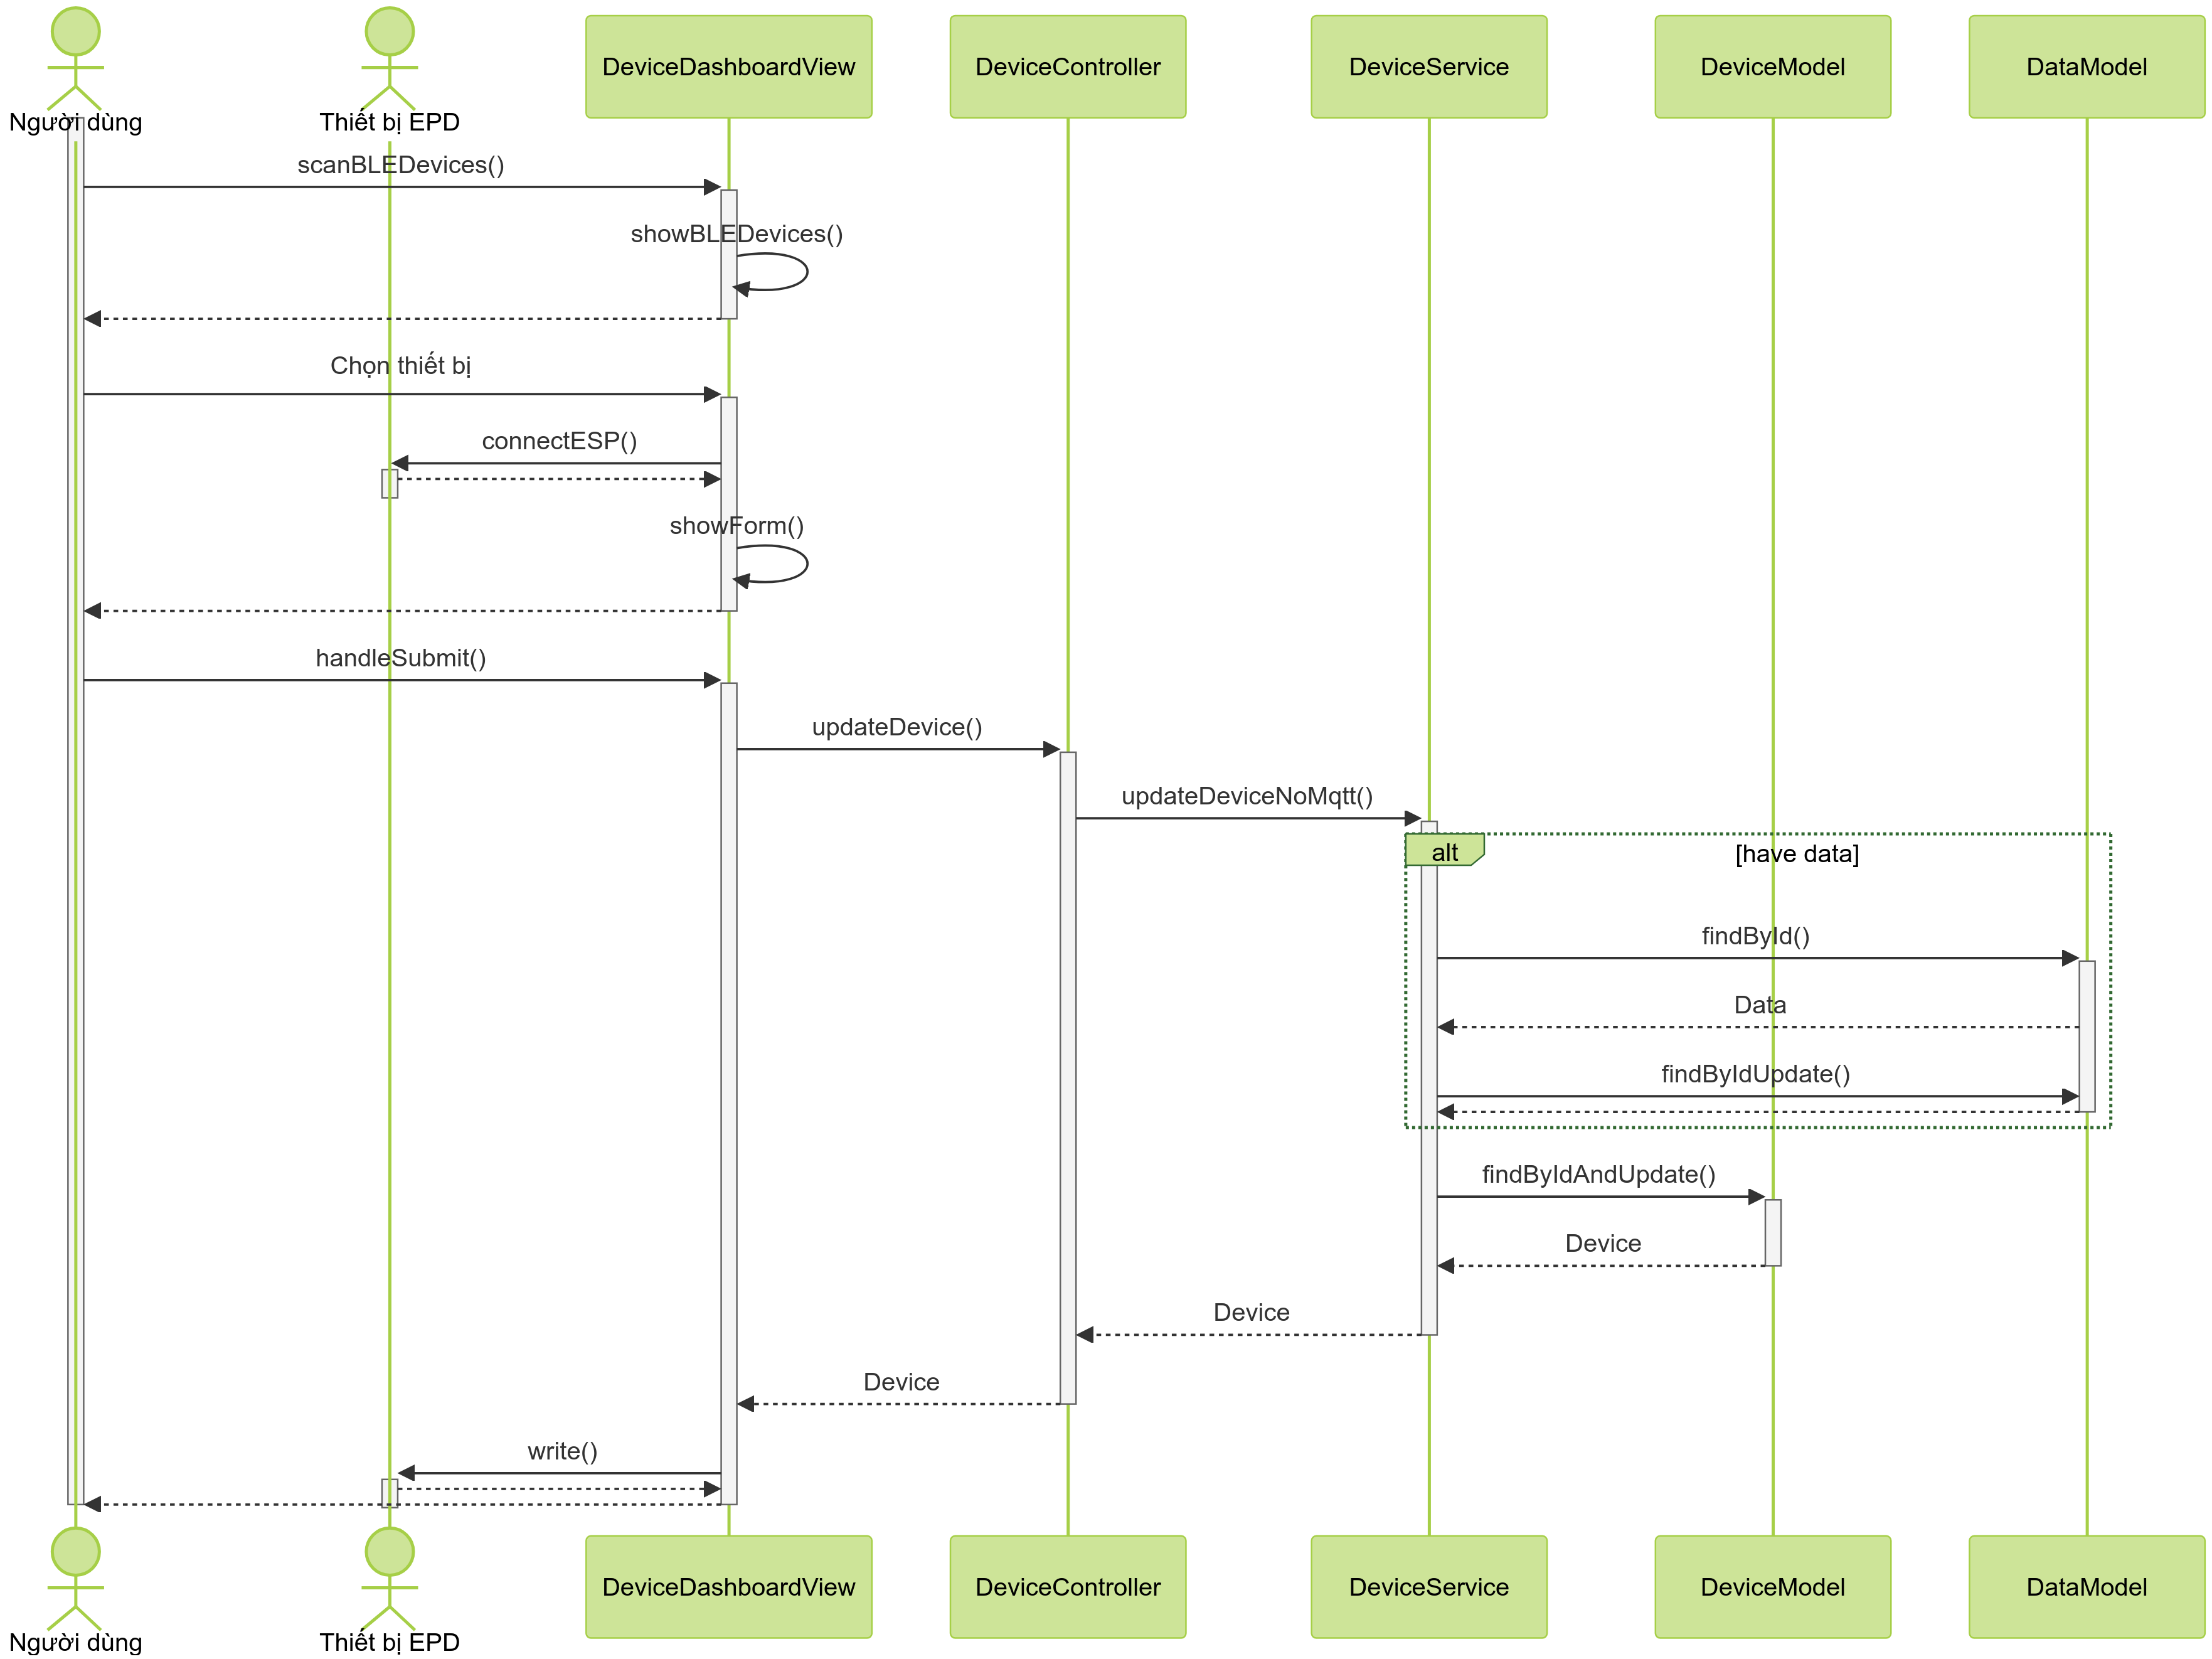 Người dùng
Thiết bị EPD
DeviceDashboardView
DeviceController
DeviceService
DeviceModel
DataModel
scanBLEDevices()
showBLEDevices()
Chọn thiết bị
connectESP()
showForm()
handleSubmit()
updateDevice()
updateDeviceNoMqtt()
alt
[have data]
findById()
Data
findByIdUpdate()
findByIdAndUpdate()
Device
Device
Device
write()
Người dùng
Thiết bị EPD
DeviceDashboardView
DeviceController
DeviceService
DeviceModel
DataModel